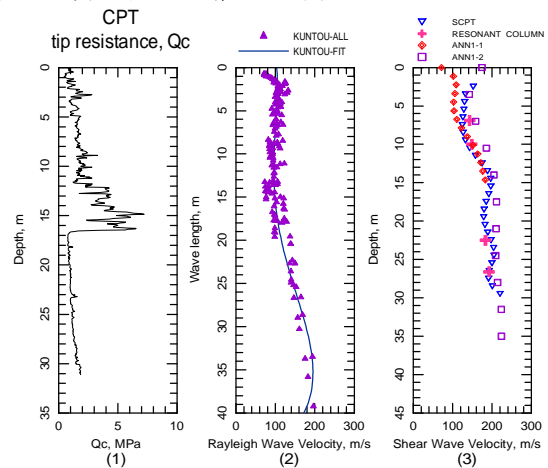 CPT
tip resistance, Qc
KUNTOU-ALL
KUNTOU-FIT
SCPT
RESONANT COLUMN
ANN1-1
ANN1-2
0
5
10
15
20
25
30
35
Depth, m
0 10
Qc, MPa
(1)
0
5
10
15
20
25
30
35
40
Wave length, m
0 100 200 300
Rayleigh Wave Velocity, m/s
(2)
0
5
10
15
20
25
30
35
40
45
Depth, m
0 100 200 300
Shear Wave Velocity, m/s
(3)